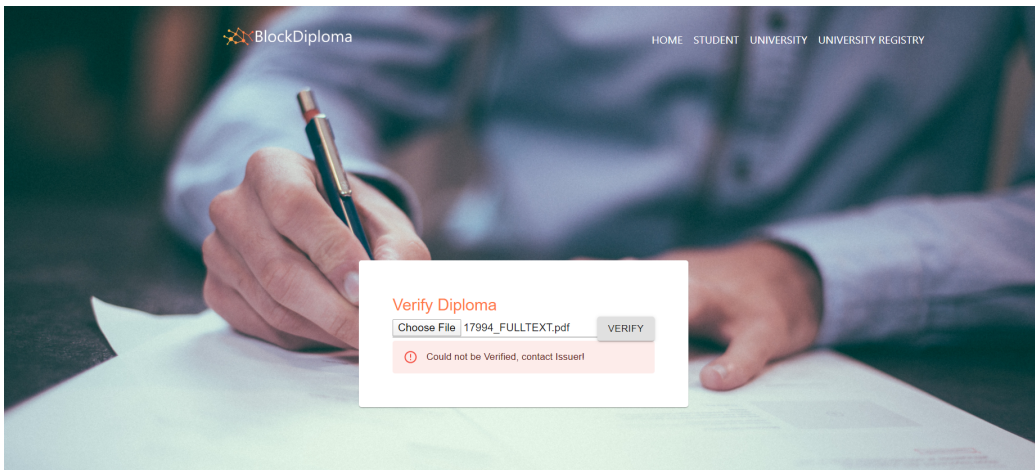 BlockDiploma
HOME STUDENT UNIVERSITY UNIVERSITY REGISTRY
Verify Diploma
Choose File 17994_FULLTEXT.pdf VERIFY
Could not be Verified, contact Issuer!